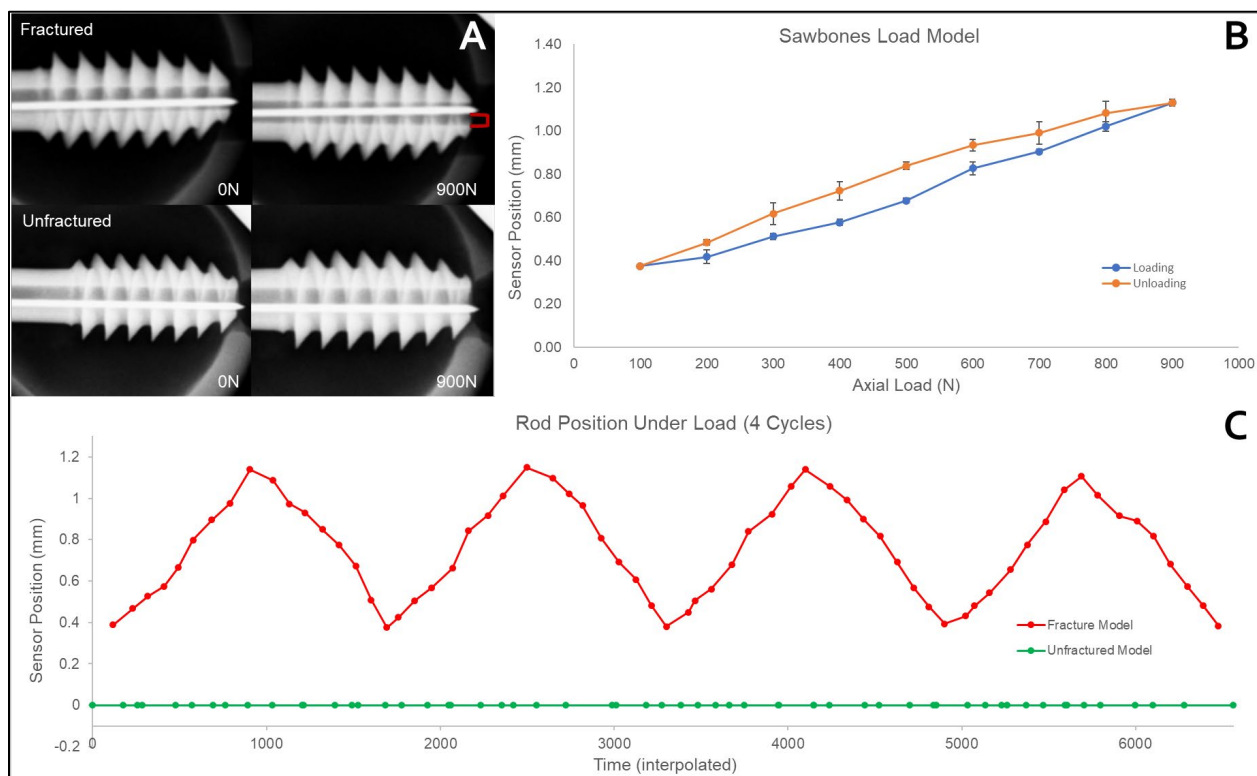 A
Fractured
0N
900N
Unfractured
0N
900N
B
Sawbones Load Model
Sensor Position (mm)
1.40
1.20
1.00
0.80
0.60
0.40
0.20
0.00
Loading
Unloading
0 100 200 300 400 500 600 700 800 900 1000
Axial Load (N)
C
Rod Position Under Load (4 Cycles)
Sensor Position (mm)
1.2
1
0.8
0.6
0.4
0.2
0
-0.2
Fracture Model
Unfractured Model
0 1000 2000 3000 4000 5000 6000
Time (interpolated)